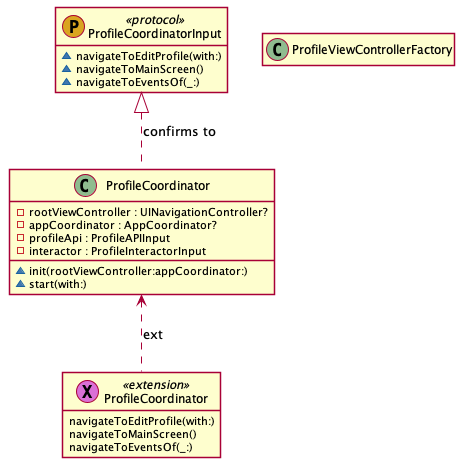 P
«protocol»
ProfileCoordinatorInput
navigateToEditProfile(with:)
navigateToMainScreen()
navigateToEventsOf(_:)
C ProfileViewControllerFactory
confirms to
C ProfileCoordinator
rootViewController : UINavigationController?
appCoordinator : AppCoordinator?
profileApi : ProfileAPIInput
interactor : ProfileInteractorInput
init(rootViewController:appCoordinator:)
start(with:)
ext
X
«extension»
ProfileCoordinator
navigateToEditProfile(with:)
navigateToMainScreen()
navigateToEventsOf(_:)